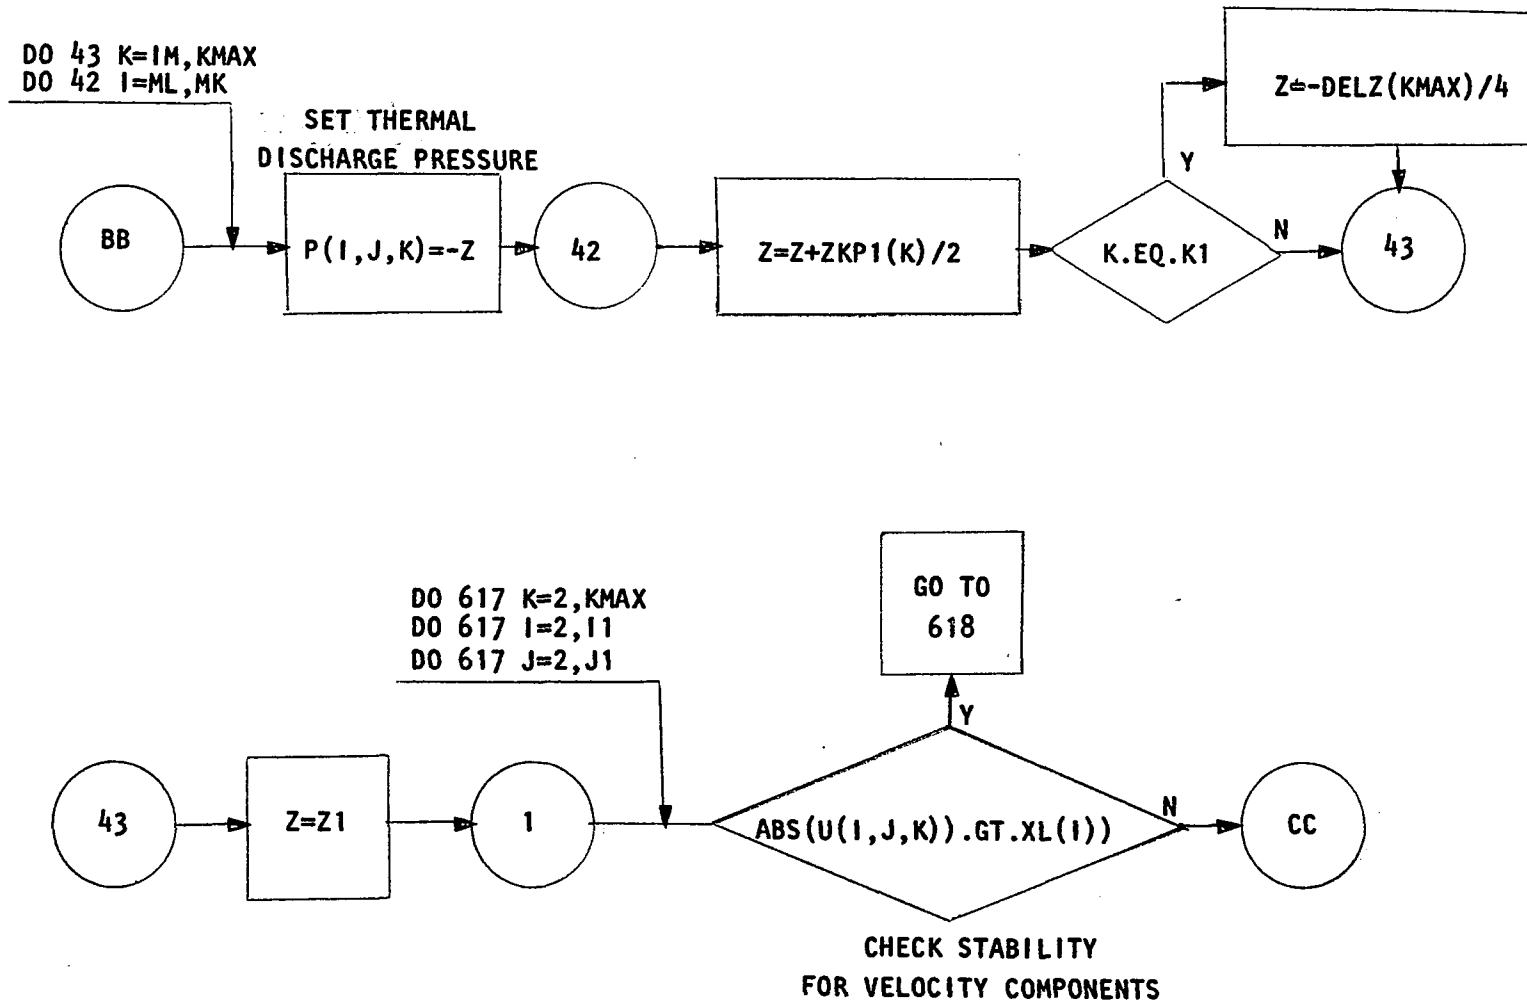 DO 43 K=IM,KMAX
DO 42 I=ML,MK
SET THERMAL
DISCHARGE PRESSURE
BB
P(I,J,K)=-Z
42
Z=Z+ZKP1(K)/2
K.EQ.K1
Y
N
Z=-DELZ(KMAX)/4
43
DO 617 K=2,KMAX
DO 617 I=2,I1
DO 617 J=2,J1
GO TO
618
43
Z=Z1
1
ABS(U(I,J,K)).GT.XL(I))
Y
N
CC
CHECK STABILITY
FOR VELOCITY COMPONENTS